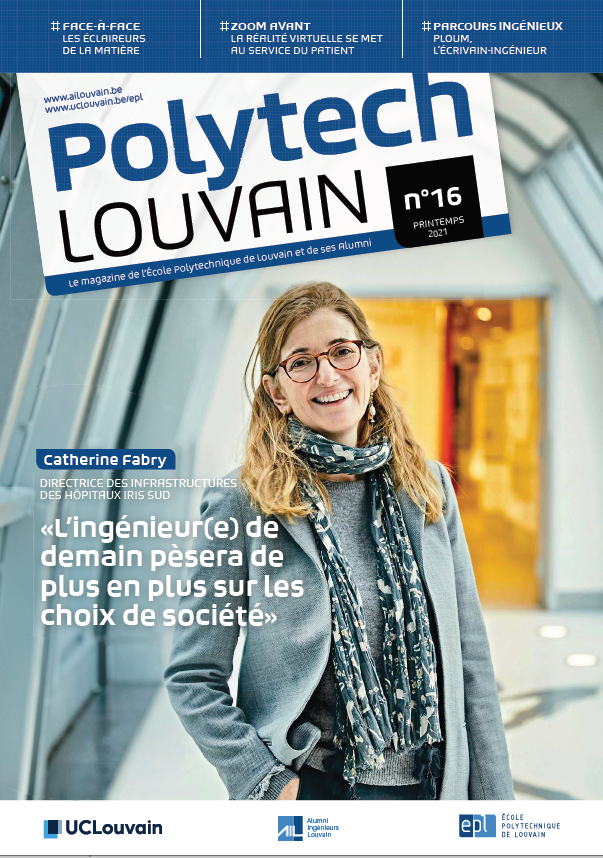 # FACE-À-FACE
LES ÉCLAIREURS
DE LA MATIÈRE
# ZOOM AVANT
LA RÉALITÉ VIRTUELLE SE MET
AU SERVICE DU PATIENT
# PARCOURS INGÉNIEUX
PLOUM,
L'ÉCRIVAIN-INGÉNIEUR
www.ailouvain.be
www.uclouvain.be/epl
Polytech
LOUVAIN
n°16
PRINTEMPS
2021
Le magazine de l'École Polytechnique de Louvain et de ses Alumni
Catherine Fabry
DIRECTRICE DES INFRASTRUCTURES
DES HÔPITAUX IRIS SUD
«L'ingénieur(e) de
demain pèsera de
plus en plus sur les
choix de société»
UCLouvain
AIL
Alumni
Ingénieurs
Louvain
epl
ÉCOLE
POLYTECHNIQUE
DE LOUVAIN